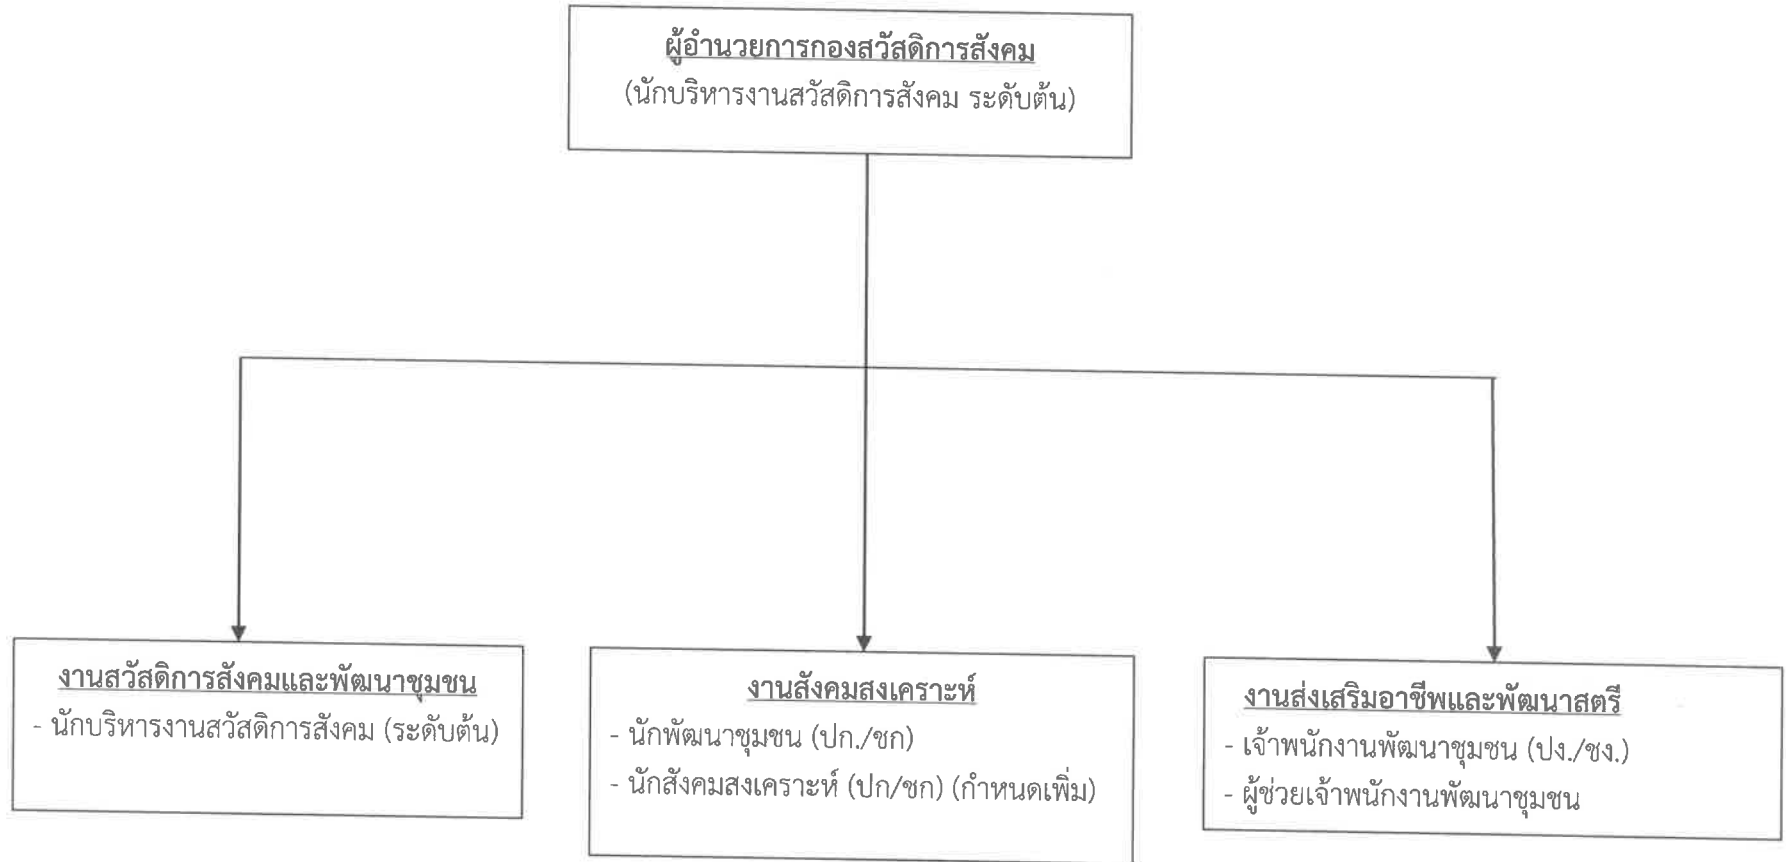 ผู้อำนวยการกองสวัสดิการสังคม
(นักบริหารงานสวัสดิการสังคม ระดับต้น)
งานสวัสดิการสังคมและพัฒนาชุมชน
- นักบริหารงานสวัสดิการสังคม (ระดับต้น)
งานสังคมสงเคราะห์
- นักพัฒนาชุมชน (ปก./ชก)
- นักสังคมสงเคราะห์ (ปก/ชก) (กำหนดเพิ่ม)
งานส่งเสริมอาชีพและพัฒนาสตรี
- เจ้าพนักงานพัฒนาชุมชน (ปง./ชง.)
- ผู้ช่วยเจ้าพนักงานพัฒนาชุมชน